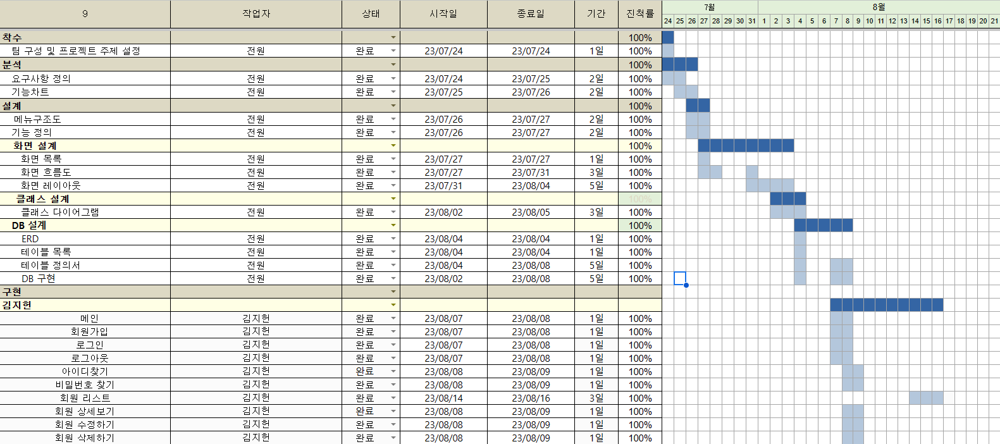 9 작업자 상태 시작일 종료일 기간 진척률 7월 8월
24 25 26 27 28 29 30 31 1 2 3 4 5 6 7 8 9 10 11 12 13 14 15 16 17 18 19 20 21
착수 100%
팀 구성 및 프로젝트 주제 설정 전원 완료 23/07/24 23/07/24 1일 100%
분석 100%
요구사항 정의 전원 완료 23/07/24 23/07/25 2일 100%
기능차트 전원 완료 23/07/25 23/07/26 2일 100%
설계 100%
메뉴구조도 전원 완료 23/07/26 23/07/27 2일 100%
기능 정의 전원 완료 23/07/26 23/07/27 2일 100%
화면 설계 100%
화면 목록 전원 완료 23/07/27 23/07/27 1일 100%
화면 흐름도 전원 완료 23/07/27 23/07/31 3일 100%
화면 레이아웃 전원 완료 23/07/31 23/08/04 5일 100%
클래스 설계 100%
클래스 다이어그램 전원 완료 23/08/02 23/08/05 3일 100%
DB 설계 100%
ERD 전원 완료 23/08/04 23/08/04 1일 100%
테이블 목록 전원 완료 23/08/04 23/08/04 1일 100%
테이블 정의서 전원 완료 23/08/04 23/08/08 5일 100%
DB 구현 전원 완료 23/08/02 23/08/08 5일 100%
구현
김지헌
메인 김지헌 완료 23/08/07 23/08/08 1일 100%
회원가입 김지헌 완료 23/08/07 23/08/08 1일 100%
로그인 김지헌 완료 23/08/07 23/08/08 1일 100%
로그아웃 김지헌 완료 23/08/07 23/08/08 1일 100%
아이디찾기 김지헌 완료 23/08/08 23/08/09 1일 100%
비밀번호 찾기 김지헌 완료 23/08/08 23/08/09 1일 100%
회원 리스트 김지헌 완료 23/08/14 23/08/16 3일 100%
회원 상세보기 김지헌 완료 23/08/08 23/08/09 1일 100%
회원 수정하기 김지헌 완료 23/08/08 23/08/09 1일 100%
회원 삭제하기 김지헌 완료 23/08/08 23/08/09 1일 100%